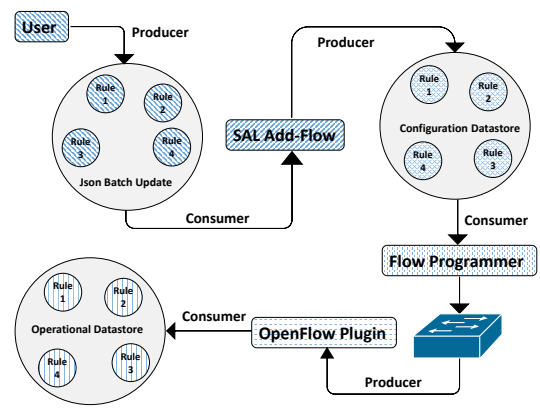 User
Producer
Rule
1
Rule
2
Rule
3
Rule
4
Json Batch Update
Consumer
SAL Add-Flow
Producer
Rule
1
Rule
2
Configuration Datastore
Rule
4
Rule
3
Consumer
Flow Programmer
Producer
OpenFlow Plugin
Consumer
Rule
1
Rule
2
Operational Datastore
Rule
4
Rule
3